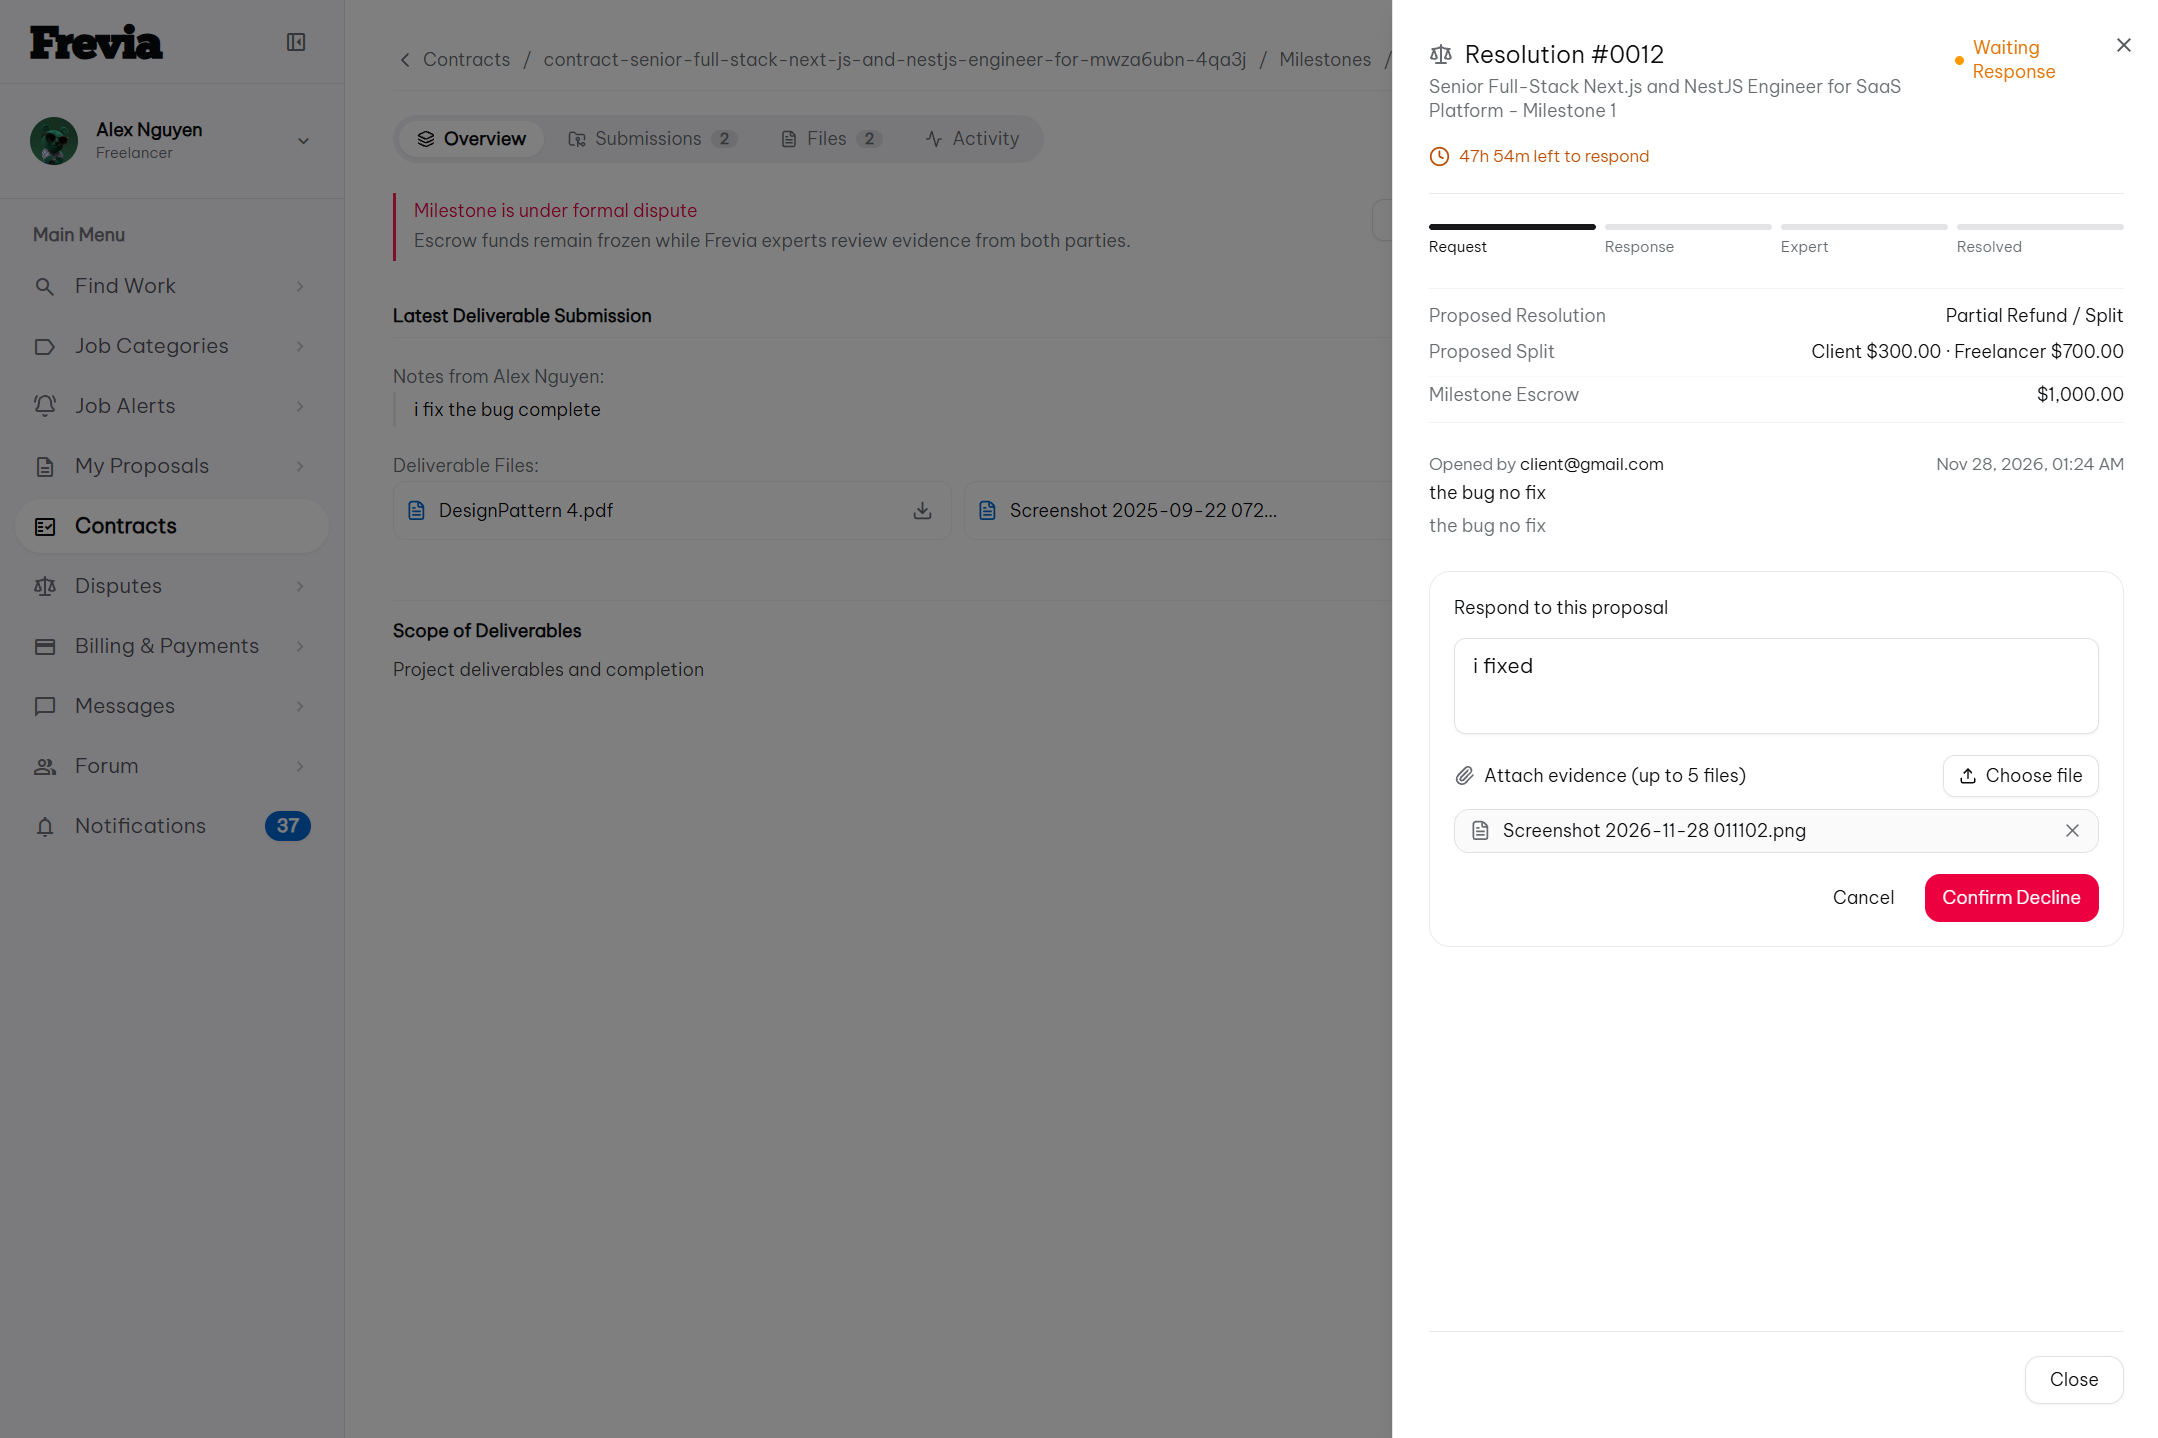 Frevia
Alex Nguyen
Freelancer
Main Menu
Find Work
Job Categories
Job Alerts
My Proposals
Contracts
Disputes
Billing & Payments
Messages
Forum
Notifications 37
Contracts / contract-senior-full-stack-next-js-and-nestjs-engineer-for-mwza6ubn-4qa3j / Milestones /
Overview Submissions 2 Files 2 Activity
Milestone is under formal dispute
Escrow funds remain frozen while Frevia experts review evidence from both parties.
Latest Deliverable Submission
Notes from Alex Nguyen:
i fix the bug complete
Deliverable Files:
DesignPattern 4.pdf Screenshot 2025-09-22 072...
Scope of Deliverables
Project deliverables and completion
Resolution #0012
Waiting
Response
Senior Full-Stack Next.js and NestJS Engineer for SaaS
Platform - Milestone 1
47h 54m left to respond
Request Response Expert Resolved
Proposed Resolution Partial Refund / Split
Proposed Split Client $300.00 · Freelancer $700.00
Milestone Escrow $1,000.00
Opened by client@gmail.com Nov 28, 2026, 01:24 AM
the bug no fix
the bug no fix
Respond to this proposal
i fixed
Attach evidence (up to 5 files) Choose file
Screenshot 2026-11-28 011102.png
Cancel Confirm Decline
Close